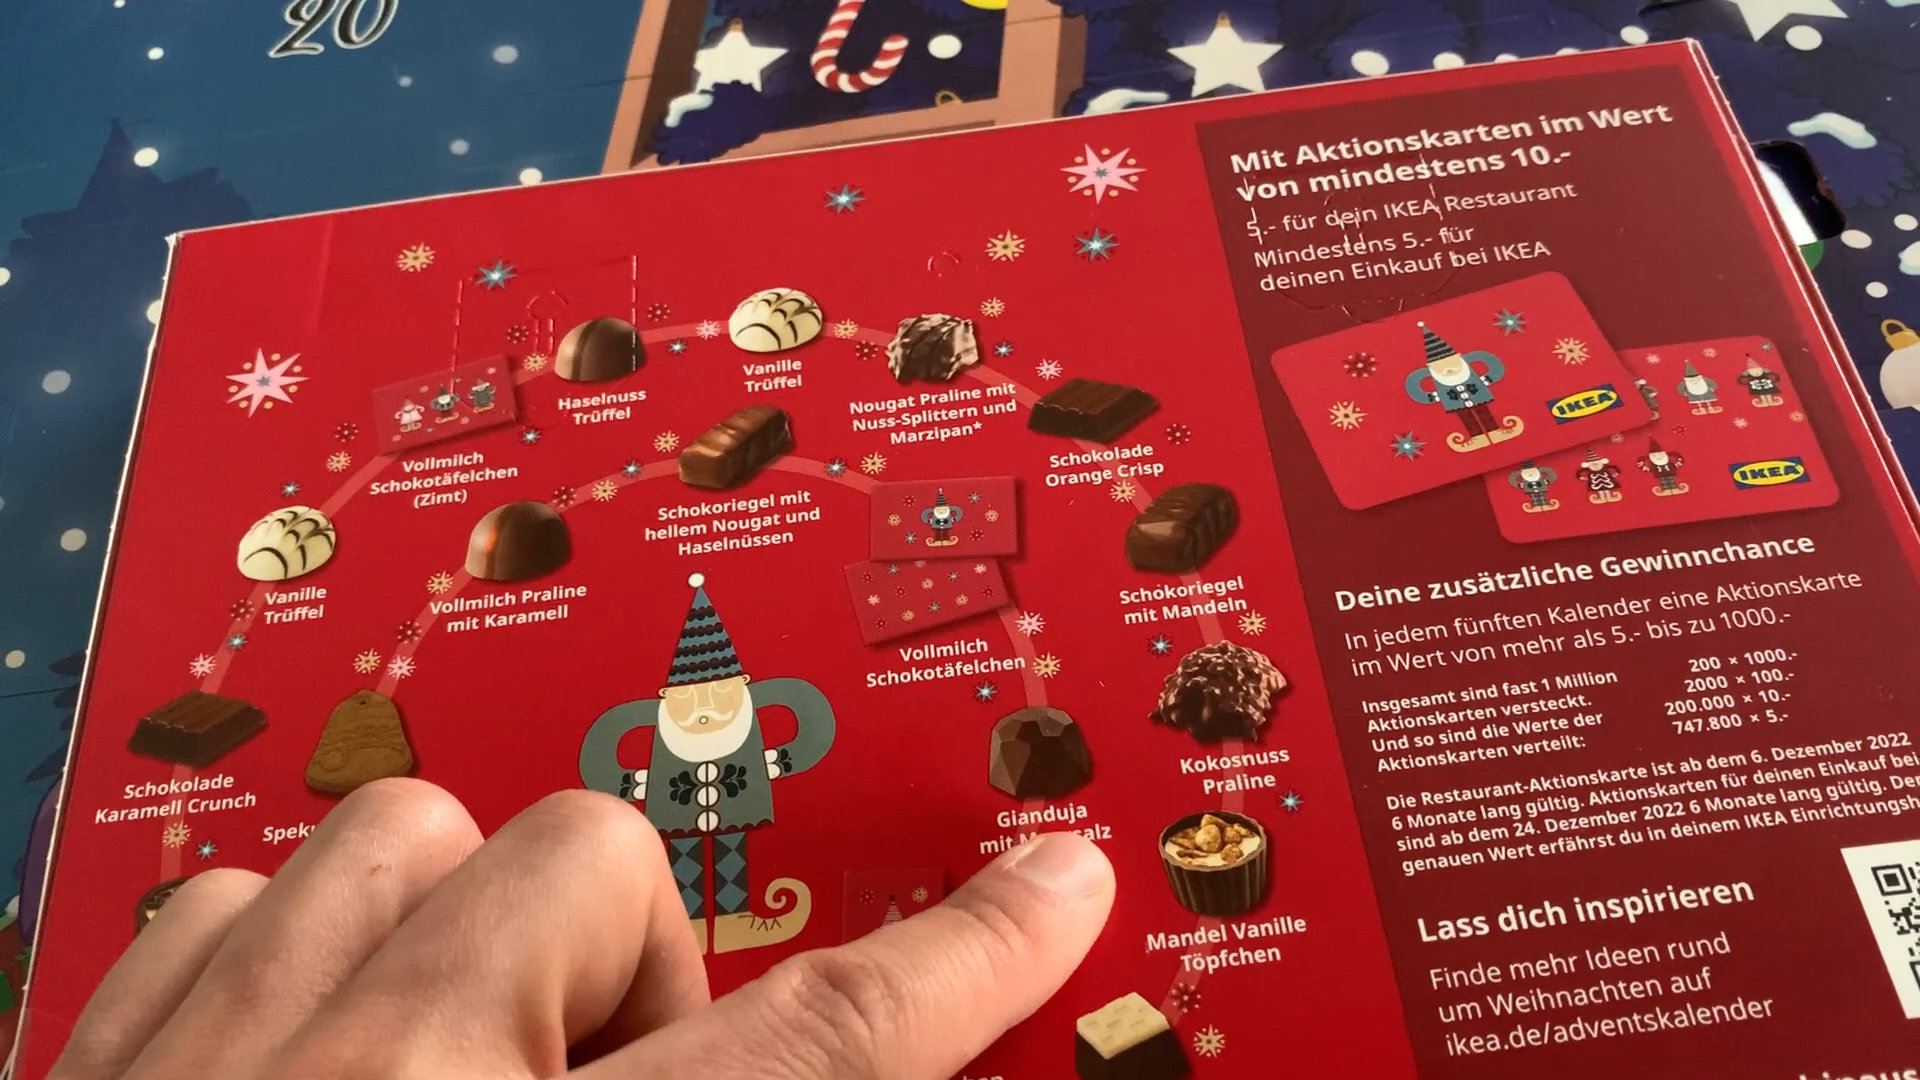 20
Mit Aktionskarten im Wert
von mindestens 10.-
5.- für dein IKEA Restaurant
Mindestens 5.- für
deinen Einkauf bei IKEA
IKEA
IKEA
Haselnuss
Trüffel
Vanille
Trüffel
Nougat Praline mit
Nuss-Splittern und
Marzipan*
Schokolade
Orange Crisp
Vollmilch
Schokotäfelchen
(Zimt)
Schokoriegel mit
hellem Nougat und
Haselnüssen
Vanille
Trüffel
Vollmilch Praline
mit Karamell
Schokoriegel
mit Mandeln
Vollmilch
Schokotäfelchen
Schokolade
Karamell Crunch
Kokosnuss
Praline
Gianduja
mit
Mandel Vanille
Töpfchen
Deine zusätzliche Gewinnchance
In jedem fünften Kalender eine Aktionskarte
im Wert von mehr als 5.- bis zu 1000.-
Insgesamt sind fast 1 Million
Aktionskarten versteckt.
Und so sind die Werte der
Aktionskarten verteilt:
200 × 1000.-
2000 × 100.-
200.000 × 10.-
747.800 × 5.-
Die Restaurant-Aktionskarte ist ab dem 6. Dezember 2022
6 Monate lang gültig. Aktionskarten für deinen Einkauf bei
sind ab dem 24. Dezember 2022 6 Monate lang gültig. Den
genauen Wert erfährst du in deinem IKEA
Lass dich inspirieren
Finde mehr Ideen rund
um Weihnachten auf
ikea.de/adventskalender